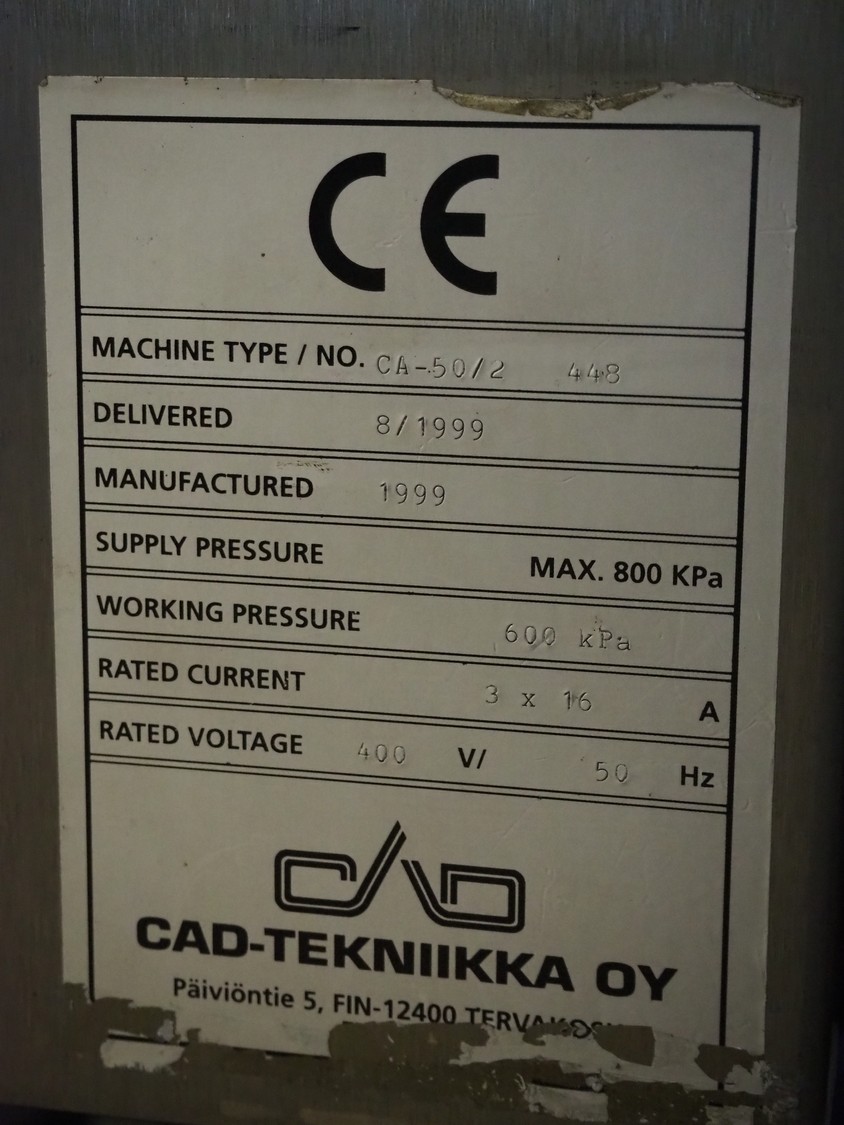 CE
MACHINE TYPE / NO. CA-50/2 448
DELIVERED 8/1999
MANUFACTURED 1999
SUPPLY PRESSURE MAX. 800 KPa
WORKING PRESSURE 600 kPa
RATED CURRENT 3 x 16 A
RATED VOLTAGE 400 V/ 50 Hz
CAD
CAD-TEKNIIKKA OY
Päiviöntie 5, FIN-12400